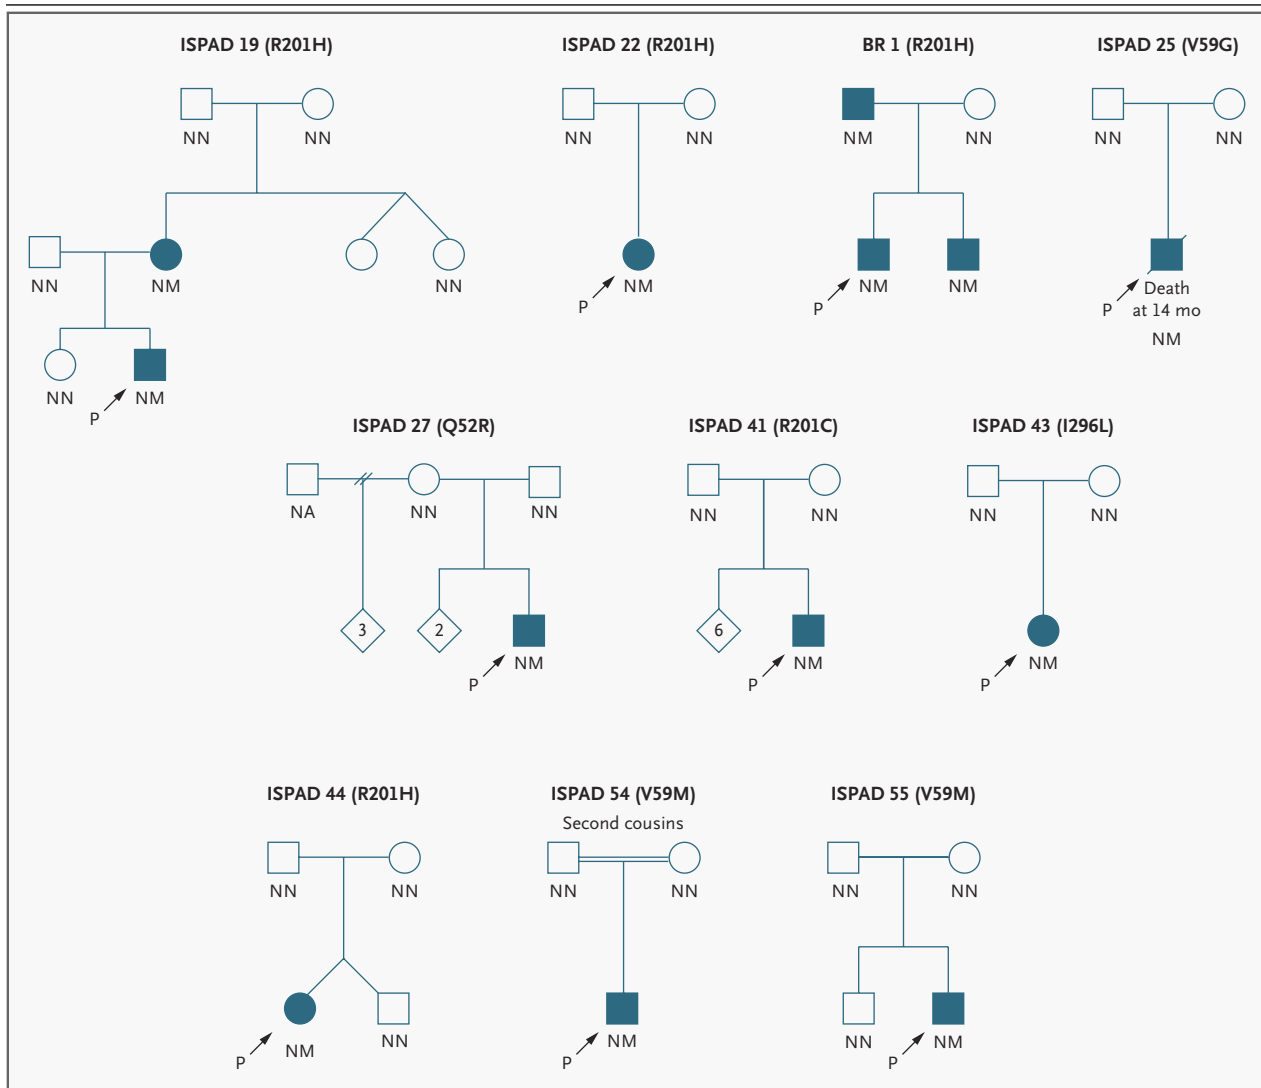 ISPAD 19 (R201H)
NN
NN
NN
NM
NN
NN
P
NM
ISPAD 22 (R201H)
NN
NN
P
NM
BR 1 (R201H)
NM
NN
P
NM
NM
ISPAD 25 (V59G)
NN
NN
P
Death
at 14 mo
NM
ISPAD 27 (Q52R)
NA
NN
NN
3
2
P
NM
ISPAD 41 (R201C)
NN
NN
6
P
NM
ISPAD 43 (I296L)
NN
NN
P
NM
ISPAD 44 (R201H)
NN
NN
P
NM
NN
ISPAD 54 (V59M)
Second cousins
NN
NN
P
NM
ISPAD 55 (V59M)
NN
NN
NN
P
NM